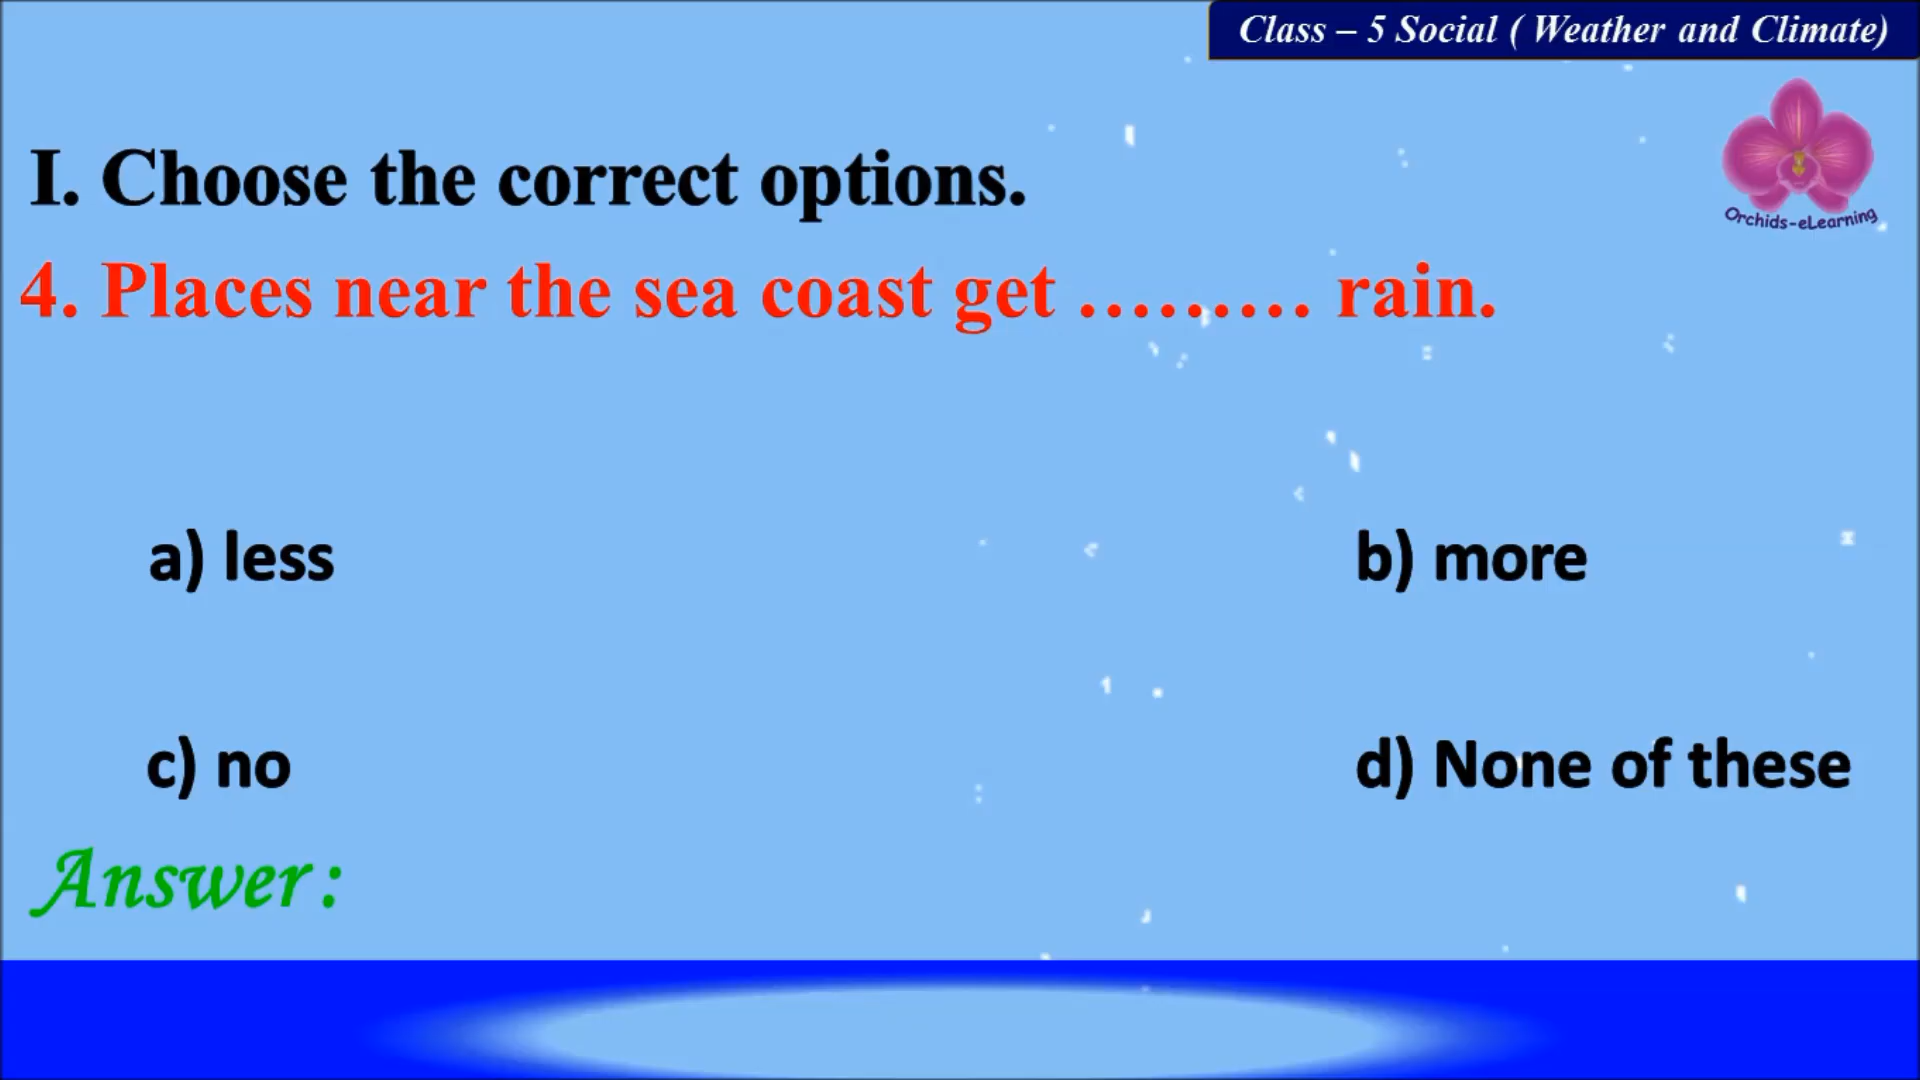 Class – 5 Social ( Weather and Climate)
Orchids-eLearning
I. Choose the correct options.
4. Places near the sea coast get ……… rain.
a) less
b) more
c) no
d) None of these
Answer: